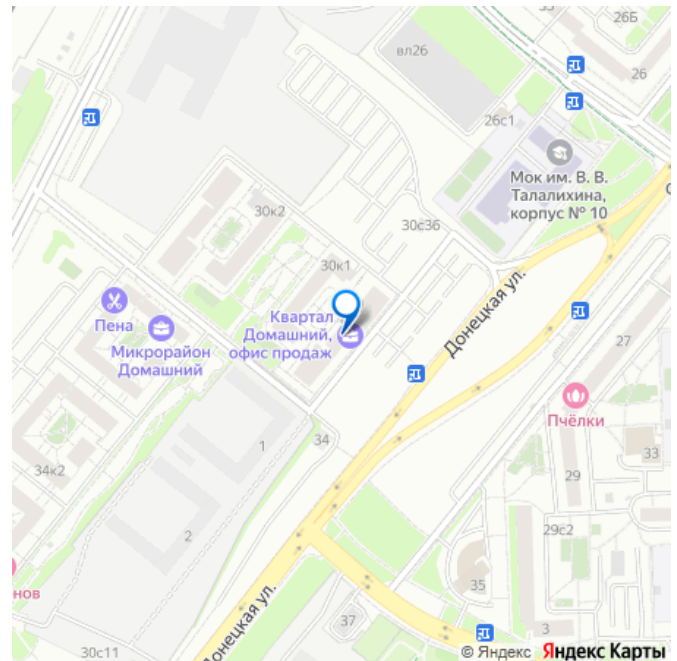 26Б
вл26
26
26с1
Мок им. В. В.
Талалихина,
корпус № 10
30к2
30с36
30к1
Квартал
Домашний,
офис продаж
Пена
Микрорайон
Домашний
Донецкая ул.
27
Пчёлки
1
34
33
34к2
29
29с2
2
нов
35
37
3
30с11
Донецкая ул.
© Яндекс Яндекс Карты